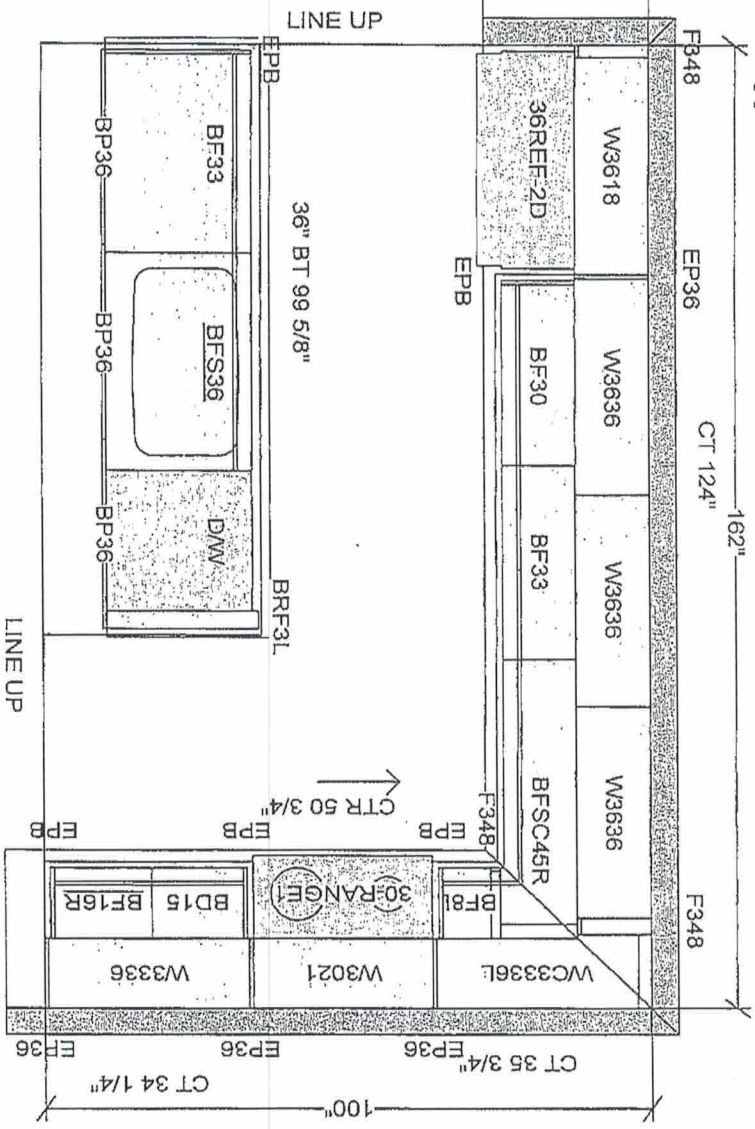 LINE UP
F348
W3618
36REF-2D
EP36
EPB
162"
CT 124"
W3636
BF30
W3636
BF33
W3636
BFSC45R
F348
EPB
BF33
BP36
36" BT 99 5/8"
BFS36
BP36
D/W
BP36
BRF3L
LINE UP
CTR 50 3/4"
F348
EPB
EPB
EPB
30-RANGE1
BD15
BF16R
WC3336L
W3021
W3336
EP36
EP36
EP36
CT 35 3/4"
CT 34 1/4"
100"